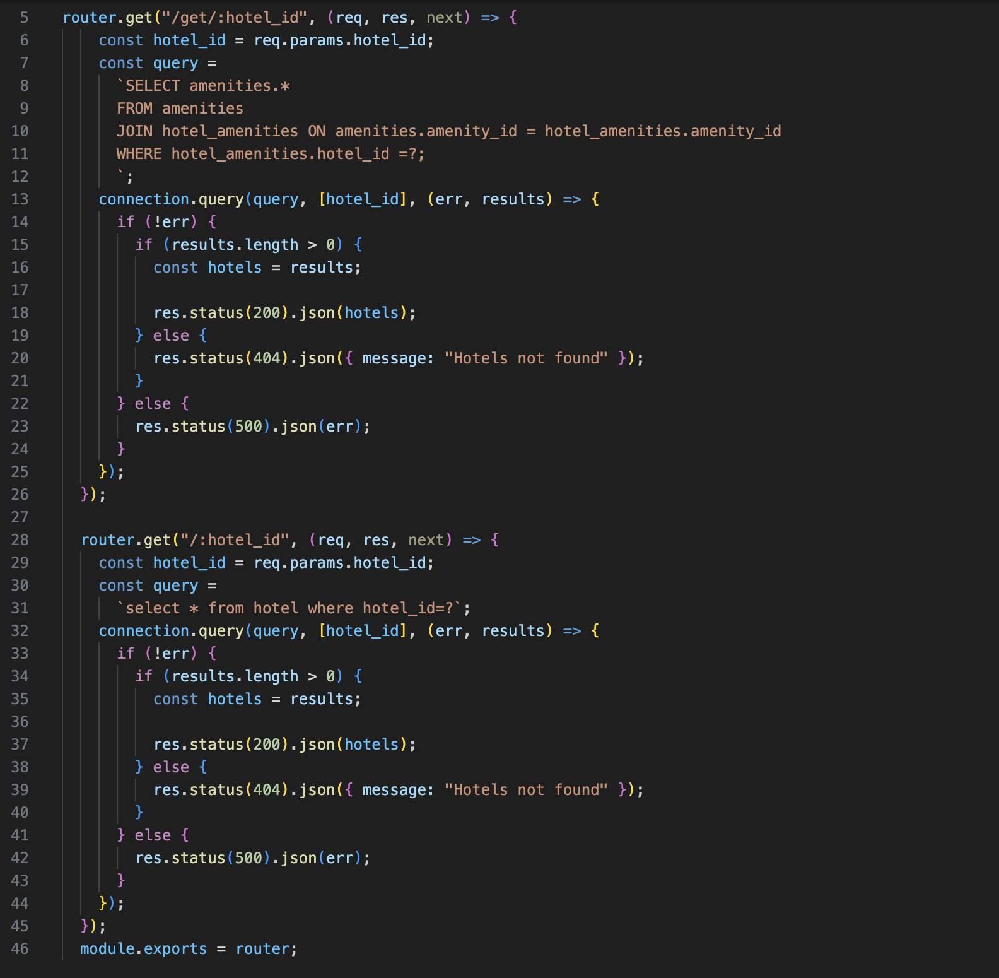 5 router.get("/get/:hotel_id", (req, res, next) => {
6 const hotel_id = req.params.hotel_id;
7 const query =
8 `SELECT amenities.*
9 FROM amenities
10 JOIN hotel_amenities ON amenities.amenity_id = hotel_amenities.amenity_id
11 WHERE hotel_amenities.hotel_id =?;
12 `;
13 connection.query(query, [hotel_id], (err, results) => {
14 if (!err) {
15 if (results.length > 0) {
16 const hotels = results;
17
18 res.status(200).json(hotels);
19 } else {
20 res.status(404).json({ message: "Hotels not found" });
21 }
22 } else {
23 res.status(500).json(err);
24 }
25 });
26 });
27
28 router.get("/:hotel_id", (req, res, next) => {
29 const hotel_id = req.params.hotel_id;
30 const query =
31 `select * from hotel where hotel_id=?`;
32 connection.query(query, [hotel_id], (err, results) => {
33 if (!err) {
34 if (results.length > 0) {
35 const hotels = results;
36
37 res.status(200).json(hotels);
38 } else {
39 res.status(404).json({ message: "Hotels not found" });
40 }
41 } else {
42 res.status(500).json(err);
43 }
44 });
45 });
46 module.exports = router;